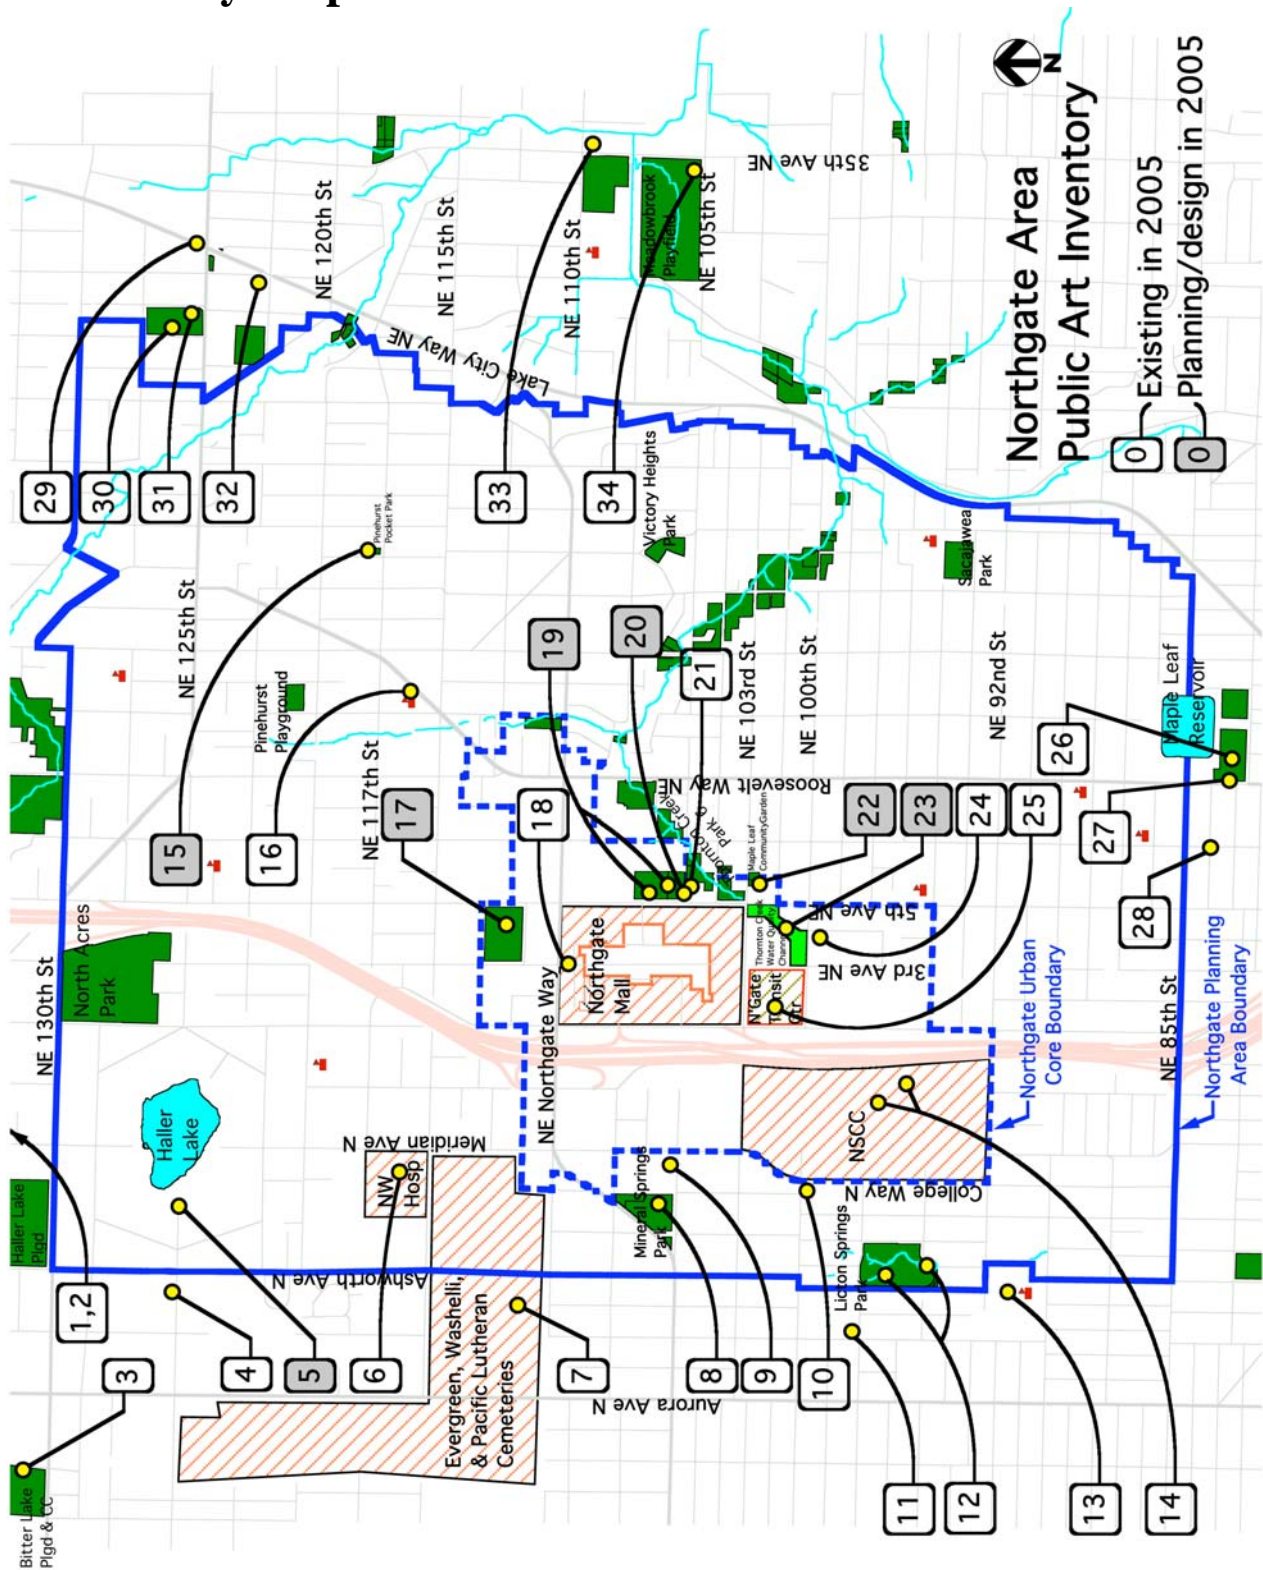 Northgate Area
Public Art Inventory
N
0 Existing in 2005
0 Planning/design in 2005
Bitter Lake
Plgd & CC
3
1,2
Haller Lake
Plgd
NE 130th St
North Acres
Park
4
5
6
7
8
9
10
11
12
13
14
Haller
Lake
NW
Hosp
Meridian Ave N
Ashworth Ave N
Evergreen, Washelli,
& Pacific Lutheran
Cemeteries
Aurora Ave N
Mineral Springs
Park
Licton Springs
Park
College Way N
NSCC
NE Northgate Way
Northgate
Mall
N'Gate
Transit
Ctr
3rd Ave NE
5th Ave NE
Thornton Creek
Water Quality
Channel
Maple Leaf
CommunityGarden
Roosevelt Way NE
15
16
17
18
19
20
21
22
23
24
25
26
27
28
NE 125th St
Pinehurst
Playground
NE 117th St
NE 103rd St
NE 100th St
NE 92nd St
Maple Leaf
Reservoir
NE 85th St
Northgate Urban
Core Boundary
Northgate Planning
Area Boundary
29
30
31
32
33
34
Pinehurst
Pocket Park
Victory Heights
Park
Sacajawea
Park
Lake City Way NE
NE 120th St
NE 115th St
NE 110th St
NE 105th St
Meadowbrook
Playfield
35th Ave NE